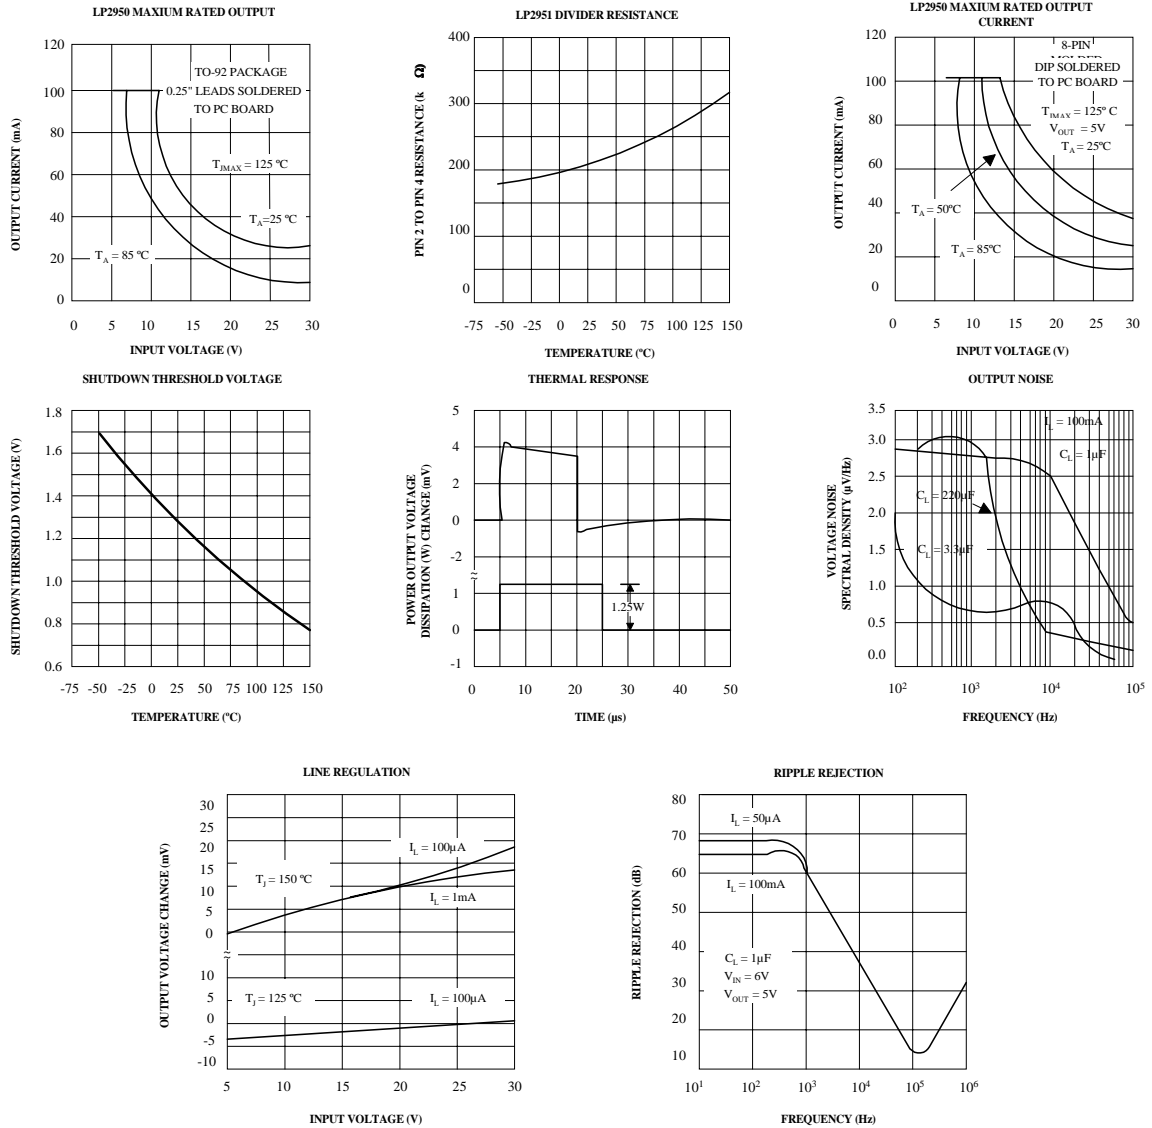 LP2950 MAXIUM RATED OUTPUT
OUTPUT CURRENT (mA)
120
100
80
60
40
20
0
TO-92 PACKAGE
0.25" LEADS SOLDERED
TO PC BOARD
TJMAX = 125 ºC
TA=25 ºC
TA = 85 ºC
0 5 10 15 20 25 30
INPUT VOLTAGE (V)
LP2951 DIVIDER RESISTANCE
PIN 2 TO PIN 4 RESISTANCE (k Ω)
400
300
200
100
0
-75 -50 -25 0 25 50 75 100 125 150
TEMPERATURE (ºC)
LP2950 MAXIUM RATED OUTPUT
CURRENT
OUTPUT CURRENT (mA)
120
100
80
60
40
20
0
8-PIN
MOLDED
DIP SOLDERED
TO PC BOARD
TJMAX = 125º C
VOUT = 5V
TA = 25ºC
TA = 50ºC
TA = 85ºC
0 5 10 15 20 25 30
INPUT VOLTAGE (V)
SHUTDOWN THRESHOLD VOLTAGE
SHUTDOWN THRESHOLD VOLTAGE (V)
1.8
1.6
1.4
1.2
1.0
0.8
0.6
-75 -50 -25 0 25 50 75 100 125 150
TEMPERATURE (ºC)
THERMAL RESPONSE
POWER OUTPUT VOLTAGE
DISSIPATION (W) CHANGE (mV)
5
4
2
0
-2
≈
1
0
-1
1.25W
0 10 20 30 40 50
TIME (µs)
OUTPUT NOISE
VOLTAGE NOISE
SPECTRAL DENSITY (µV/Hz)
3.5
3.0
2.5
2.0
1.5
1.0
0.5
0.0
IL = 100mA
CL = 1µF
CL = 220µF
CL = 3.3µF
10² 10³ 10⁴ 10⁵
FREQUENCY (Hz)
LINE REGULATION
OUTPUT VOLTAGE CHANGE (mV)
30
25
20
15
10
5
0
≈
10
5
0
-5
-10
IL = 100µA
TJ = 150 ºC
IL = 1mA
TJ = 125 ºC
IL = 100µA
5 10 15 20 25 30
INPUT VOLTAGE (V)
RIPPLE REJECTION
RIPPLE REJECTION (dB)
80
70
60
50
40
30
20
10
IL = 50µA
IL = 100mA
CL = 1µF
VIN = 6V
VOUT = 5V
10¹ 10² 10³ 10⁴ 10⁵ 10⁶
FREQUENCY (Hz)